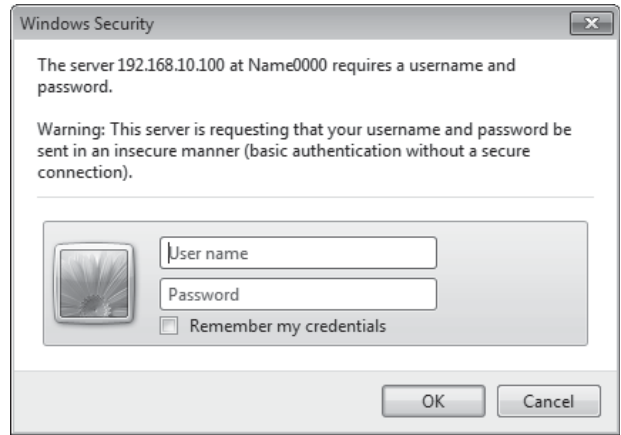 Windows Security
The server 192.168.10.100 at Name0000 requires a username and
password.
Warning: This server is requesting that your username and password be
sent in an insecure manner (basic authentication without a secure
connection).
User name
Password
Remember my credentials
OK
Cancel